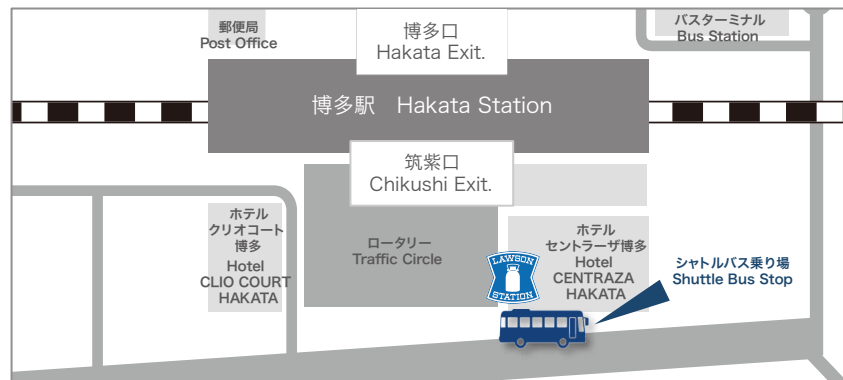 郵便局
Post Office
博多口
Hakata Exit.
バスターミナル
Bus Station
博多駅　Hakata Station
筑紫口
Chikushi Exit.
ホテル
クリオコート
博多
Hotel
CLIO COURT
HAKATA
ロータリー
Traffic Circle
LAWSON
STATION
ホテル
セントラーザ博多
Hotel
CENTRAZA
HAKATA
シャトルバス乗り場
Shuttle Bus Stop